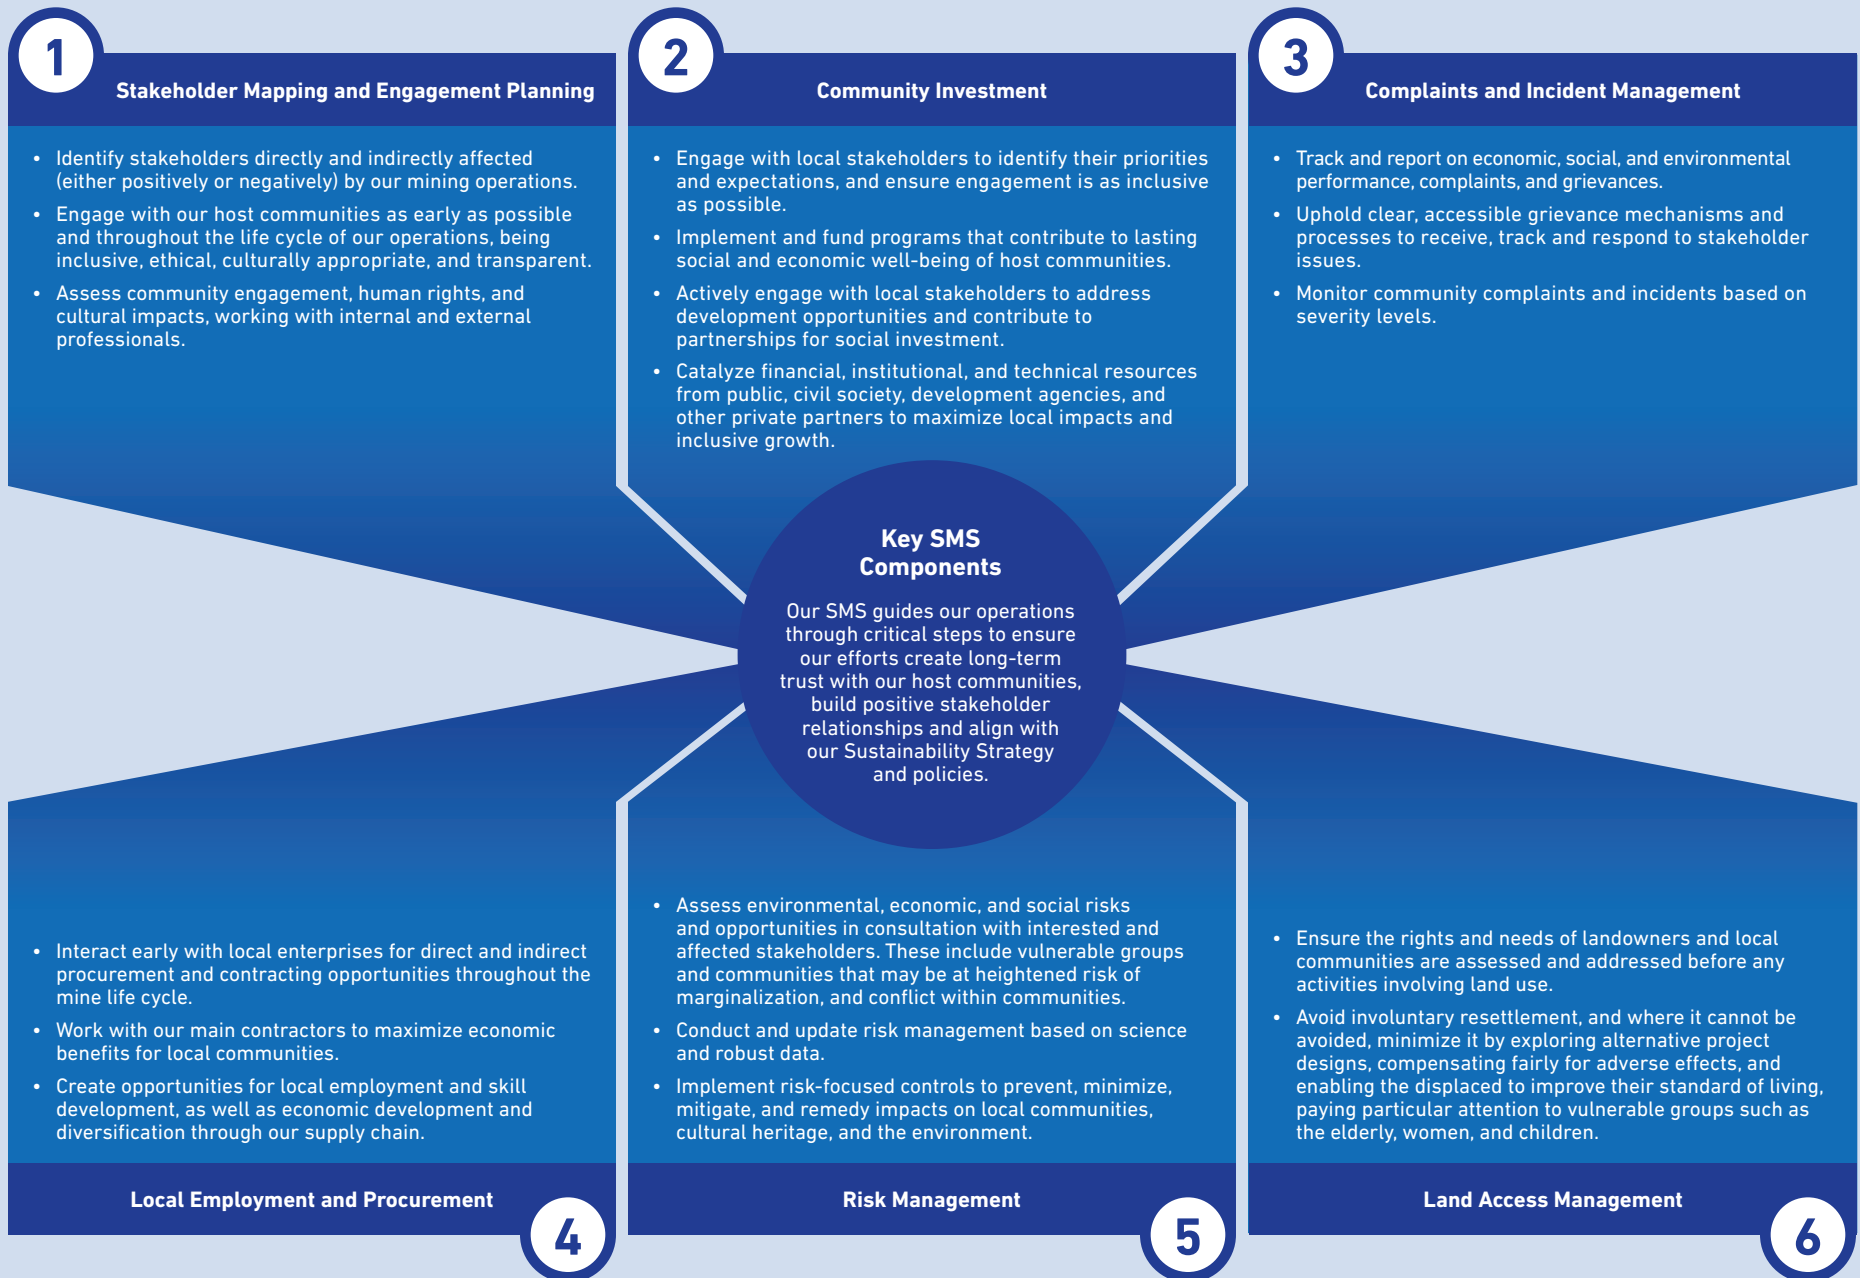 1
Stakeholder Mapping and Engagement Planning
• Identify stakeholders directly and indirectly affected
(either positively or negatively) by our mining operations.
• Engage with our host communities as early as possible
and throughout the life cycle of our operations, being
inclusive, ethical, culturally appropriate, and transparent.
• Assess community engagement, human rights, and
cultural impacts, working with internal and external
professionals.
2
Community Investment
• Engage with local stakeholders to identify their priorities
and expectations, and ensure engagement is as inclusive
as possible.
• Implement and fund programs that contribute to lasting
social and economic well-being of host communities.
• Actively engage with local stakeholders to address
development opportunities and contribute to
partnerships for social investment.
• Catalyze financial, institutional, and technical resources
from public, civil society, development agencies, and
other private partners to maximize local impacts and
inclusive growth.
3
Complaints and Incident Management
• Track and report on economic, social, and environmental
performance, complaints, and grievances.
• Uphold clear, accessible grievance mechanisms and
processes to receive, track and respond to stakeholder
issues.
• Monitor community complaints and incidents based on
severity levels.
Key SMS
Components
Our SMS guides our operations
through critical steps to ensure
our efforts create long-term
trust with our host communities,
build positive stakeholder
relationships and align with
our Sustainability Strategy
and policies.
• Interact early with local enterprises for direct and indirect
procurement and contracting opportunities throughout the
mine life cycle.
• Work with our main contractors to maximize economic
benefits for local communities.
• Create opportunities for local employment and skill
development, as well as economic development and
diversification through our supply chain.
Local Employment and Procurement
4
• Assess environmental, economic, and social risks
and opportunities in consultation with interested and
affected stakeholders. These include vulnerable groups
and communities that may be at heightened risk of
marginalization, and conflict within communities.
• Conduct and update risk management based on science
and robust data.
• Implement risk-focused controls to prevent, minimize,
mitigate, and remedy impacts on local communities,
cultural heritage, and the environment.
Risk Management
5
• Ensure the rights and needs of landowners and local
communities are assessed and addressed before any
activities involving land use.
• Avoid involuntary resettlement, and where it cannot be
avoided, minimize it by exploring alternative project
designs, compensating fairly for adverse effects, and
enabling the displaced to improve their standard of living,
paying particular attention to vulnerable groups such as
the elderly, women, and children.
Land Access Management
6